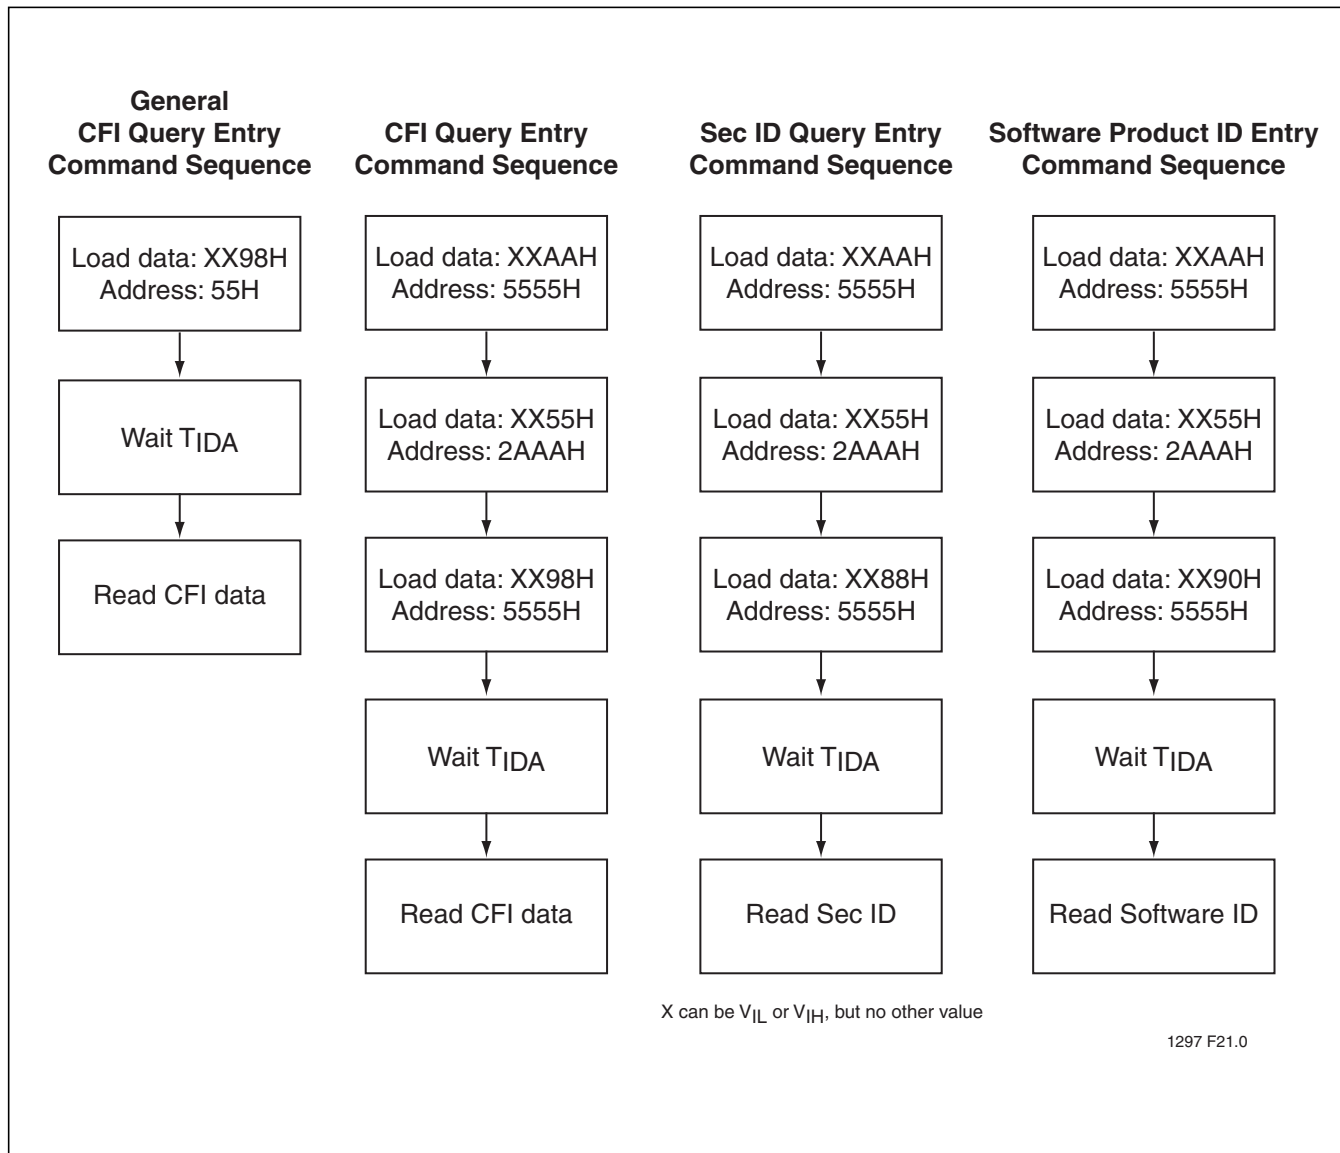 General
CFI Query Entry
Command Sequence
Load data: XX98H
Address: 55H
Wait TIDA
Read CFI data
CFI Query Entry
Command Sequence
Load data: XXAAH
Address: 5555H
Load data: XX55H
Address: 2AAAH
Load data: XX98H
Address: 5555H
Wait TIDA
Read CFI data
Sec ID Query Entry
Command Sequence
Load data: XXAAH
Address: 5555H
Load data: XX55H
Address: 2AAAH
Load data: XX88H
Address: 5555H
Wait TIDA
Read Sec ID
Software Product ID Entry
Command Sequence
Load data: XXAAH
Address: 5555H
Load data: XX55H
Address: 2AAAH
Load data: XX90H
Address: 5555H
Wait TIDA
Read Software ID
X can be VIL or VIH, but no other value
1297 F21.0